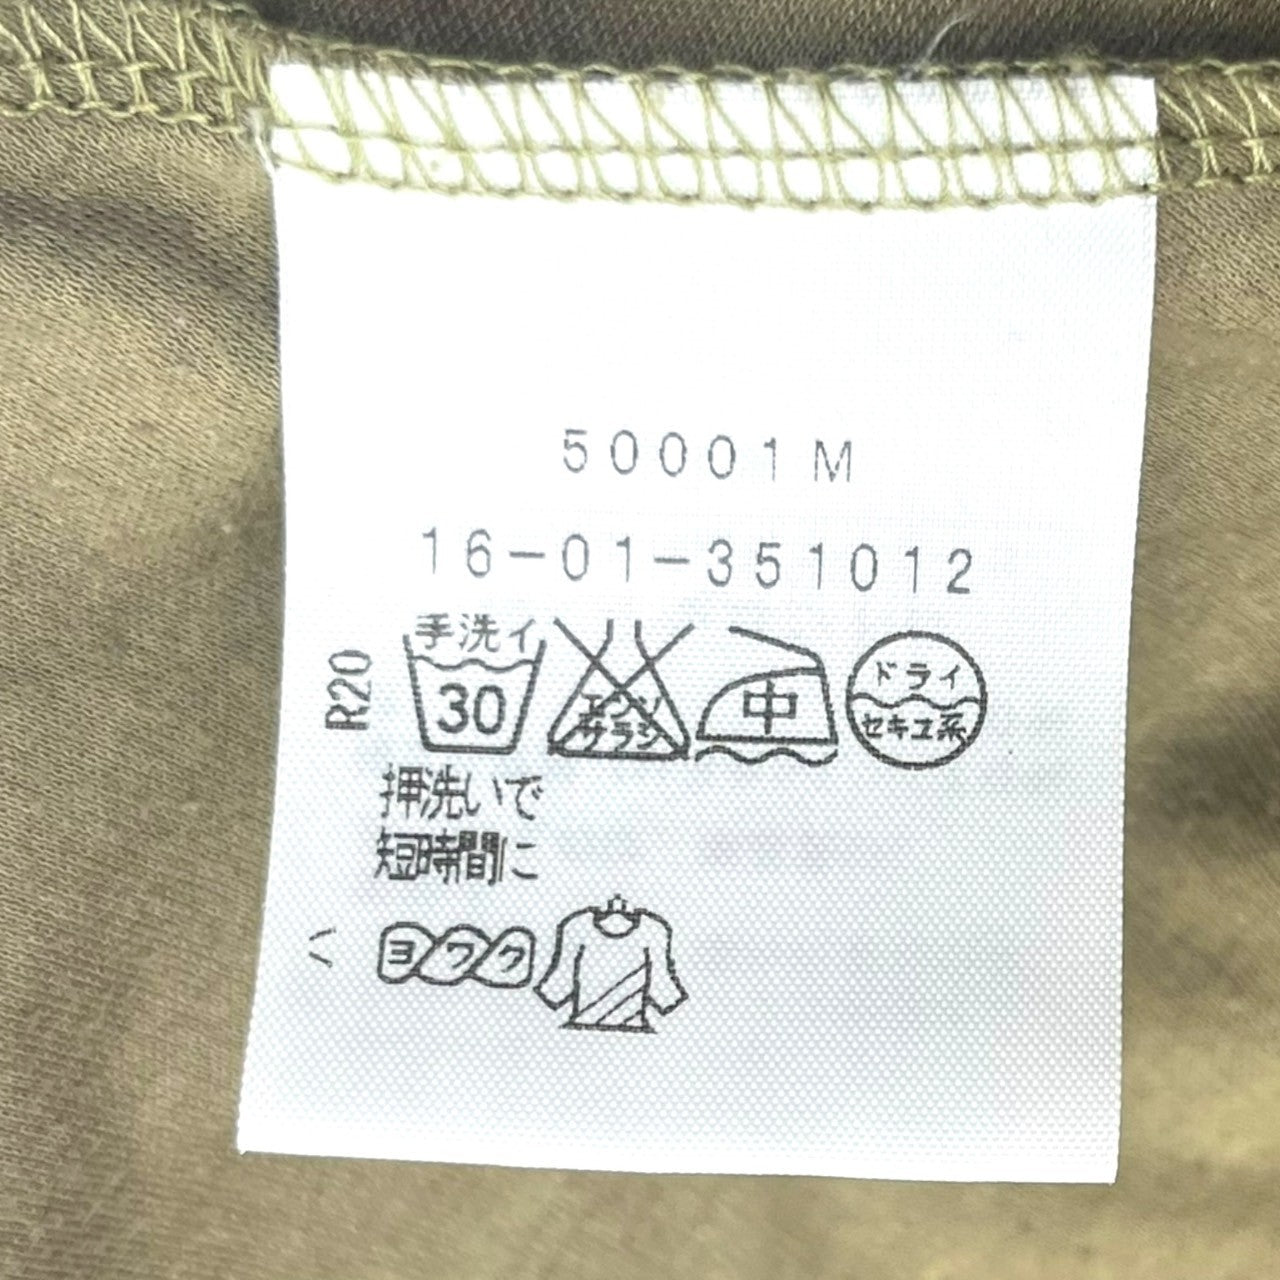 50001M
16-01-351012
R20
手洗イ
30
エンソ
サラシ
中
ドライ
セキユ系
押洗いで
短時間に
ヨワク